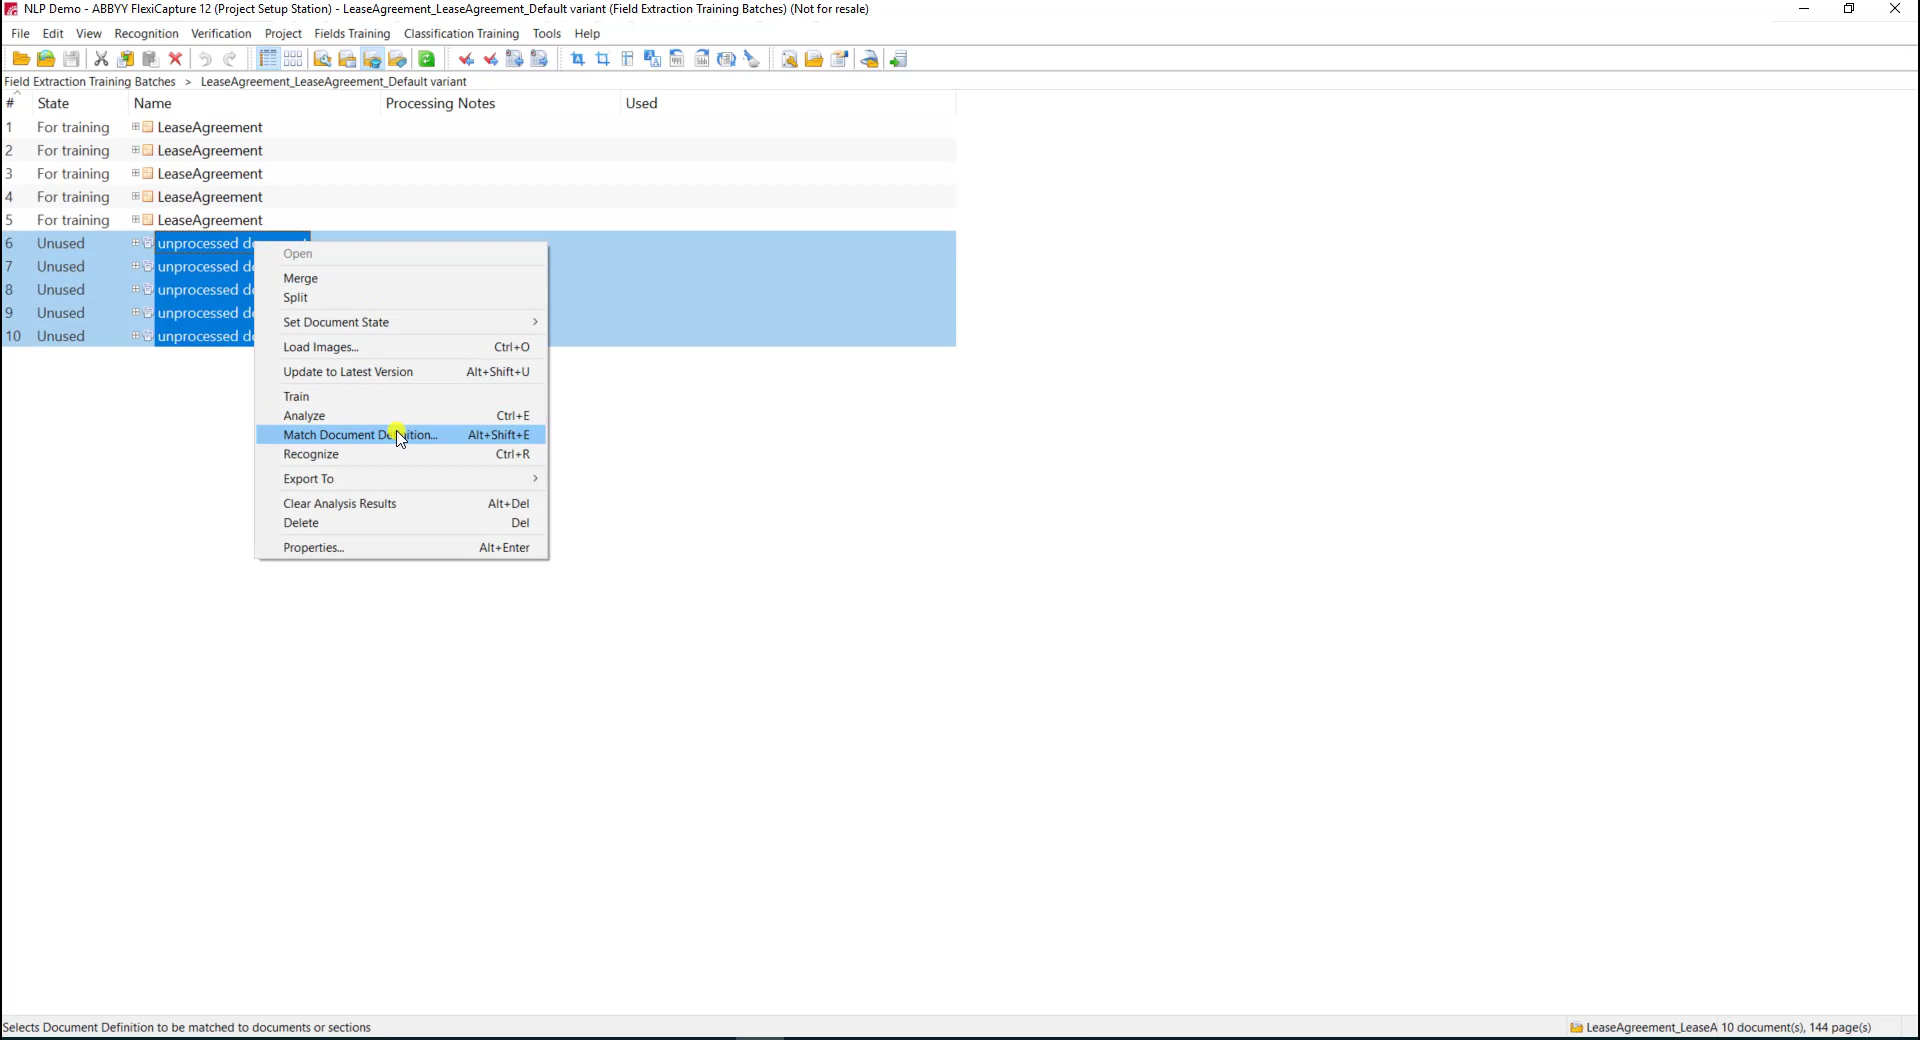 NLP Demo - ABBYY FlexiCapture 12 (Project Setup Station) - LeaseAgreement_LeaseAgreement_Default variant (Field Extraction Training Batches) (Not for resale)
File Edit View Recognition Verification Project Fields Training Classification Training Tools Help
Field Extraction Training Batches > LeaseAgreement_LeaseAgreement_Default variant
# State Name Processing Notes Used
1 For training LeaseAgreement
2 For training LeaseAgreement
3 For training LeaseAgreement
4 For training LeaseAgreement
5 For training LeaseAgreement
6 Unused unprocessed
7 Unused unprocessed
8 Unused unprocessed
9 Unused unprocessed
10 Unused unprocessed
Open
Merge
Split
Set Document State
Load Images... Ctrl+O
Update to Latest Version Alt+Shift+U
Train
Analyze Ctrl+E
Match Document Definition... Alt+Shift+E
Recognize Ctrl+R
Export To
Clear Analysis Results Alt+Del
Delete Del
Properties... Alt+Enter
Selects Document Definition to be matched to documents or sections
LeaseAgreement_LeaseA 10 document(s), 144 page(s)